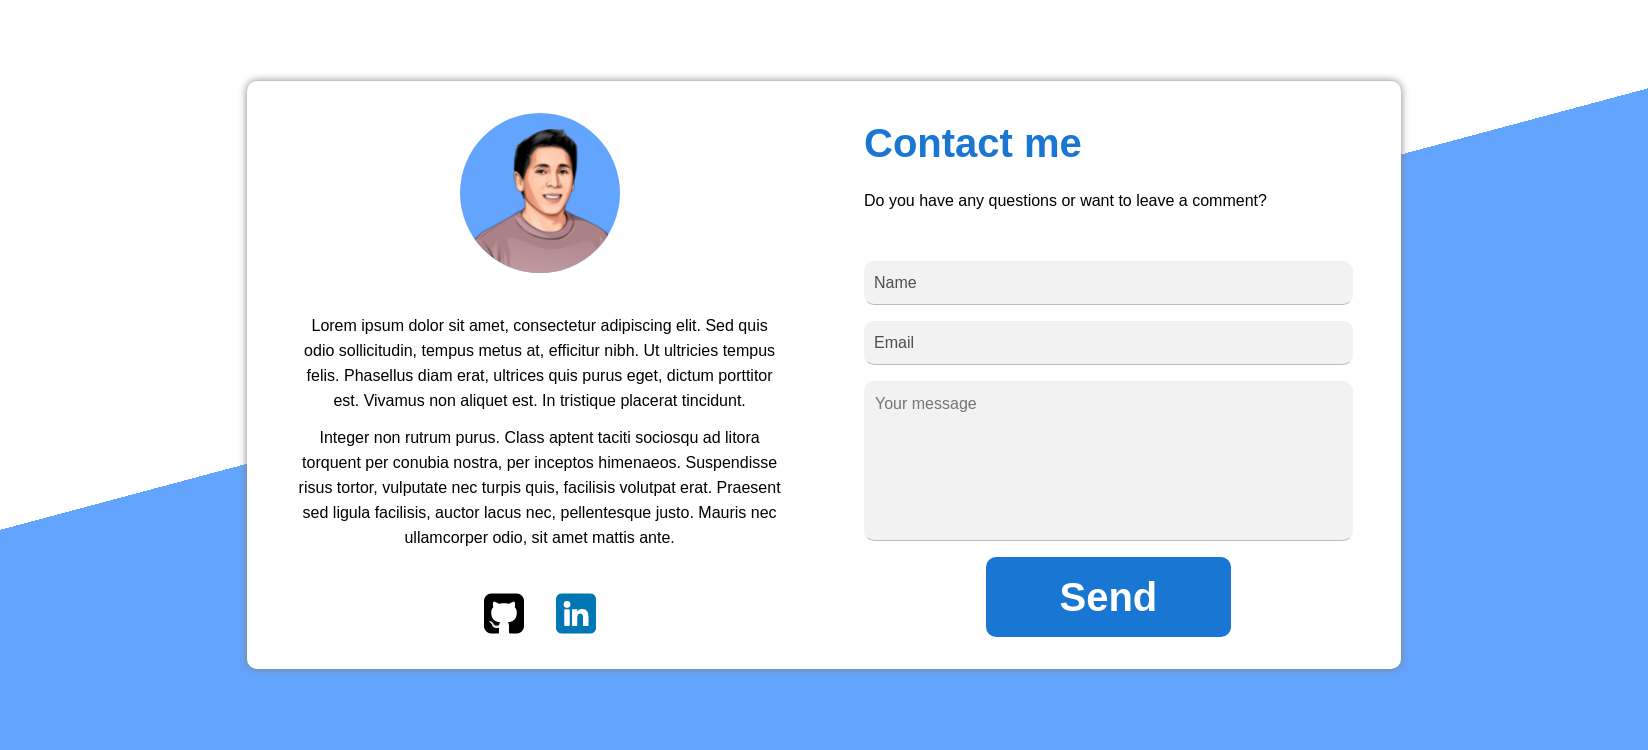 Lorem ipsum dolor sit amet, consectetur adipiscing elit. Sed quis
odio sollicitudin, tempus metus at, efficitur nibh. Ut ultricies tempus
felis. Phasellus diam erat, ultrices quis purus eget, dictum porttitor
est. Vivamus non aliquet est. In tristique placerat tincidunt.
Integer non rutrum purus. Class aptent taciti sociosqu ad litora
torquent per conubia nostra, per inceptos himenaeos. Suspendisse
risus tortor, vulputate nec turpis quis, facilisis volutpat erat. Praesent
sed ligula facilisis, auctor lacus nec, pellentesque justo. Mauris nec
ullamcorper odio, sit amet mattis ante.
in
Contact me
Do you have any questions or want to leave a comment?
Name
Email
Your message
Send